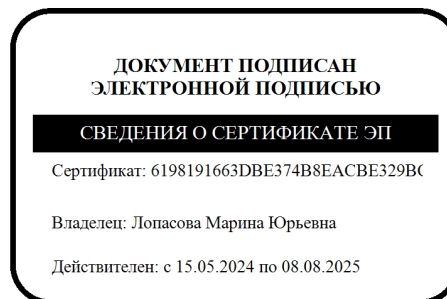 ДОКУМЕНТ ПОДПИСАН
ЭЛЕКТРОННОЙ ПОДПИСЬЮ
СВЕДЕНИЯ О СЕРТИФИКАТЕ ЭП
Сертификат: 6198191663DBE374B8EACBE329B
Владелец: Лопасова Марина Юрьевна
Действителен: с 15.05.2024 по 08.08.2025